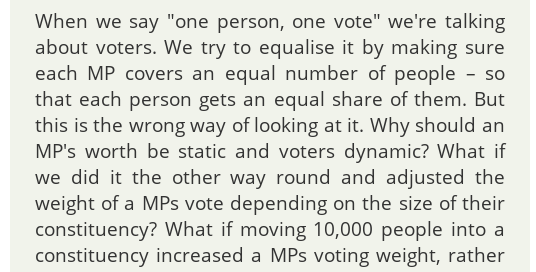 When we say "one person, one vote" we're talking
about voters. We try to equalise it by making sure
each MP covers an equal number of people – so
that each person gets an equal share of them. But
this is the wrong way of looking at it. Why should an
MP's worth be static and voters dynamic? What if
we did it the other way round and adjusted the
weight of a MPs vote depending on the size of their
constituency? What if moving 10,000 people into a
constituency increased a MPs voting weight, rather